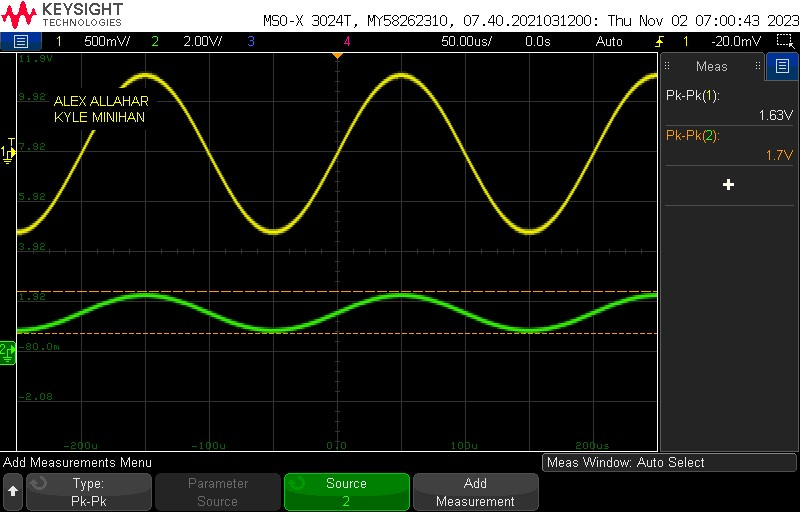 KEYSIGHT
TECHNOLOGIES
MSO-X 3024T, MY58262310, 07.40.2021031200: Thu Nov 02 07:00:43 2023
1 500mV/ 2 2.00V/ 3 4 50.00us/ 0.0s Auto 1 -20.0mV
11.9V
Meas
9.92
ALEX ALLAHAR
KYLE MINIHAN
Pk-Pk(1):
1.63V
Pk-Pk(2):
1.7V
T
1
7.92
+
5.92
3.92
1.92
2
-80.0m
-2.08
-200u -100u 0.0 100u 200us
Add Measurements Menu
Meas Window: Auto Select
Type:
Pk-Pk
Parameter
Source
Source
2
Add
Measurement